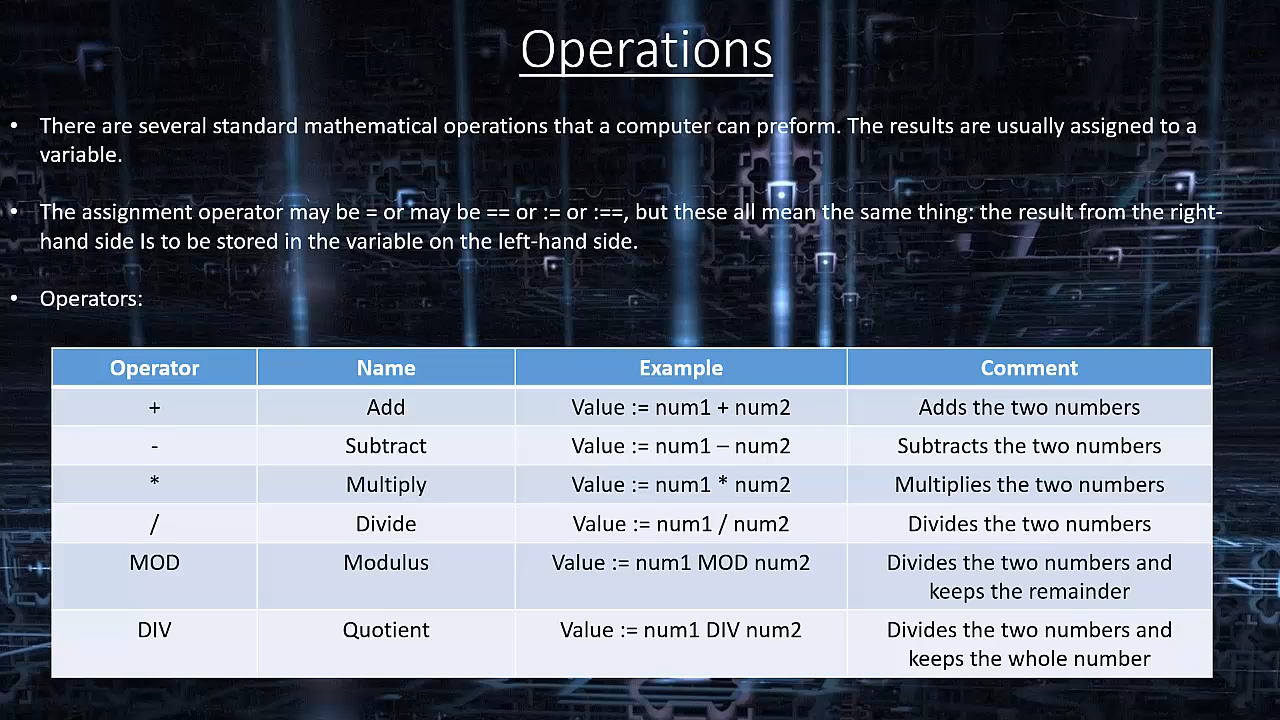 Operations
• There are several standard mathematical operations that a computer can preform. The results are usually assigned to a
variable.
• The assignment operator may be = or may be == or := or :==, but these all mean the same thing: the result from the right-
hand side Is to be stored in the variable on the left-hand side.
• Operators:
Operator Name Example Comment
+ Add Value := num1 + num2 Adds the two numbers
- Subtract Value := num1 – num2 Subtracts the two numbers
* Multiply Value := num1 * num2 Multiplies the two numbers
/ Divide Value := num1 / num2 Divides the two numbers
MOD Modulus Value := num1 MOD num2 Divides the two numbers and
keeps the remainder
DIV Quotient Value := num1 DIV num2 Divides the two numbers and
keeps the whole number